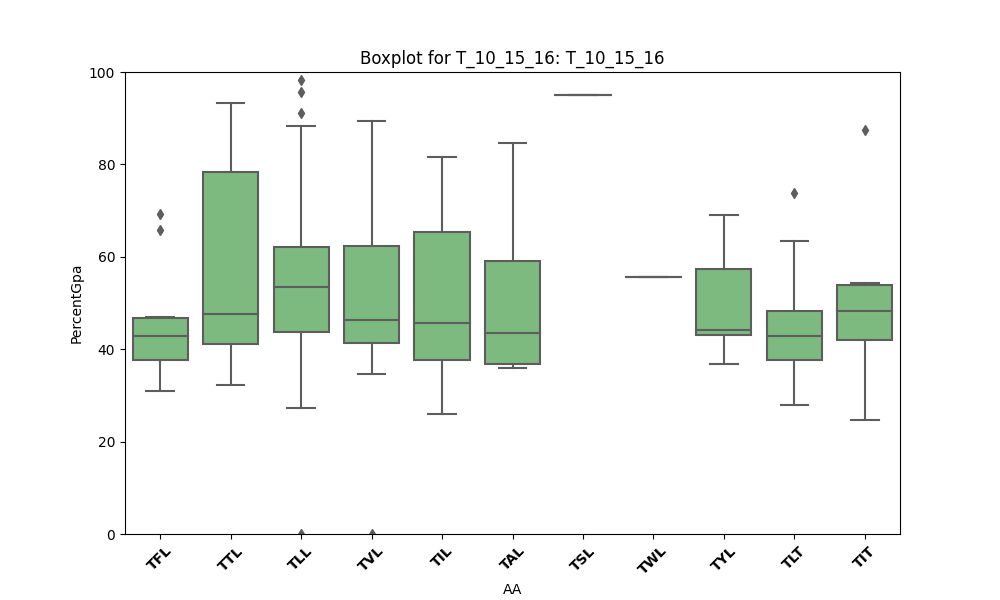 Boxplot for T_10_15_16: T_10_15_16
100
80
60
40
20
0
PercentGpa
TFL TTL TLL TVL TIL TAL TSL TWL TYL TLT TIT
AA